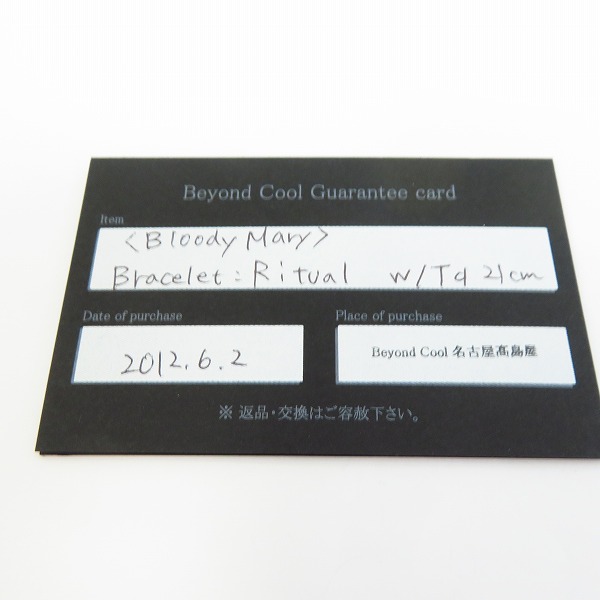 Beyond Cool Guarantee card
Item
<Bloody Mary>
Bracelet : Ritual w/Tq 21cm
Date of purchase
2012.6.2
Place of purchase
Beyond Cool 名古屋髙島屋
※ 返品・交換はご容赦下さい。